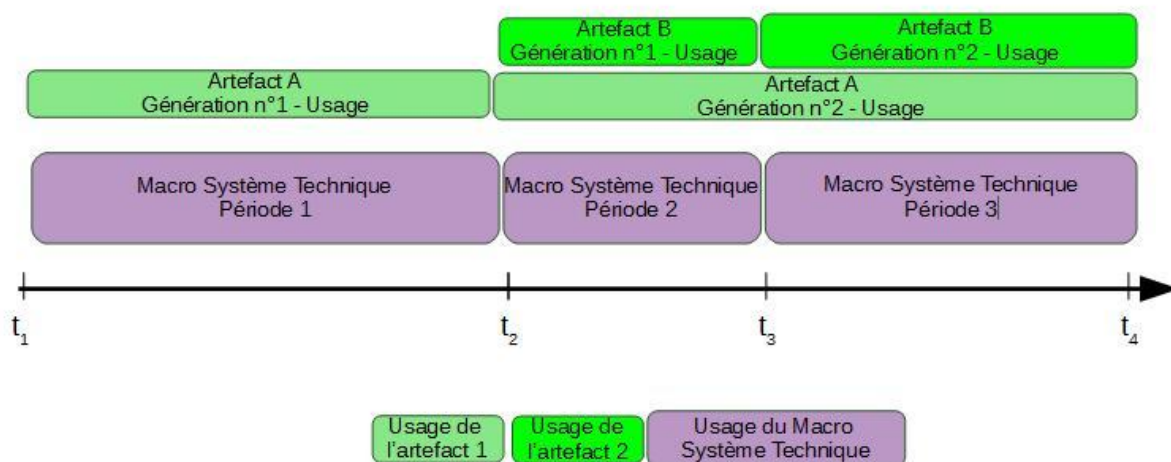 Artefact B
Génération n°1 - Usage
Artefact B
Génération n°2 - Usage
Artefact A
Génération n°1 - Usage
Artefact A
Génération n°2 - Usage
Macro Système Technique
Période 1
Macro Système Technique
Période 2
Macro Système Technique
Période 3
t1
t2
t3
t4
Usage de
l'artefact 1
Usage de
l'artefact 2
Usage du Macro
Système Technique